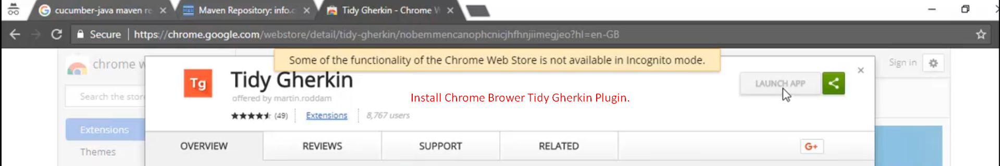 cucumber-java maven re
Maven Repository: info.c
Tidy Gherkin - Chrome W
Secure
https://chrome.google.com/webstore/detail/tidy-gherkin/nobemmencanophcnicjhfhnjiimegjeo?hl=en-GB
Some of the functionality of the Chrome Web Store is not available in Incognito mode.
chrome w
Sign in
Tg
Tidy Gherkin
LAUNCH APP
Search the store
offered by martin.roddam
Install Chrome Brower Tidy Gherkin Plugin.
(49)
Extensions
8,767 users
Extensions
OVERVIEW
REVIEWS
SUPPORT
RELATED
G+
Themes